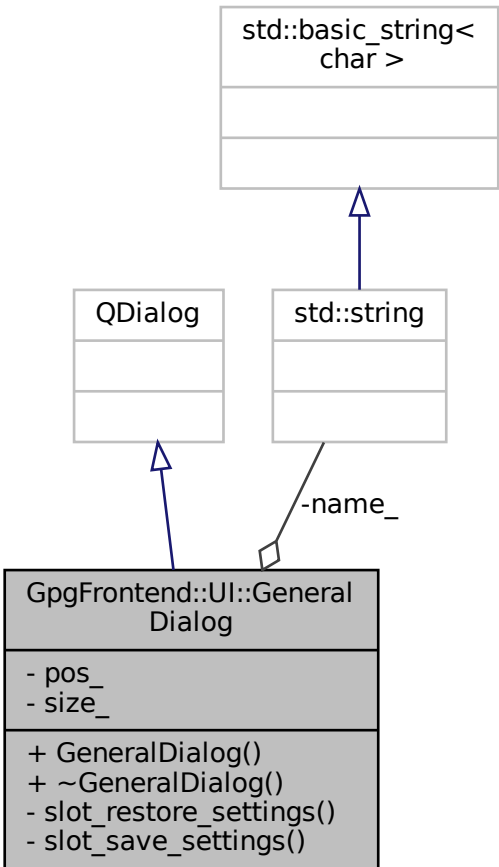 std::basic_string<
char >
QDialog
std::string
-name_
GpgFrontend::UI::General
Dialog
- pos_
- size_
+ GeneralDialog()
+ ~GeneralDialog()
- slot_restore_settings()
- slot_save_settings()